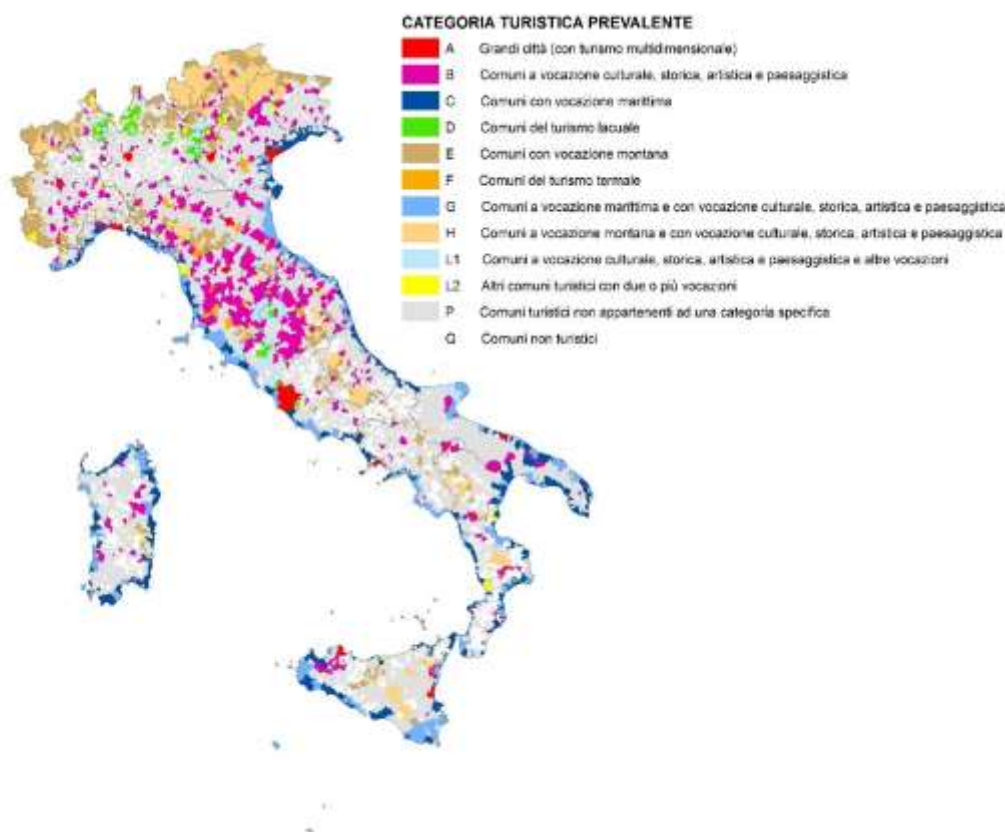 CATEGORIA TURISTICA PREVALENTE
A Grandi città (con turismo multidimensionale)
B Comuni a vocazione culturale, storica, artistica e paesaggistica
C Comuni con vocazione marittima
D Comuni del turismo lacuale
E Comuni con vocazione montana
F Comuni del turismo termale
G Comuni a vocazione marittima e con vocazione culturale, storica, artistica e paesaggistica
H Comuni a vocazione montana e con vocazione culturale, storica, artistica e paesaggistica
L1 Comuni a vocazione culturale, storica, artistica e paesaggistica e altre vocazioni
L2 Altri comuni turistici con due o più vocazioni
P Comuni turistici non appartenenti ad una categoria specifica
Q Comuni non turistici